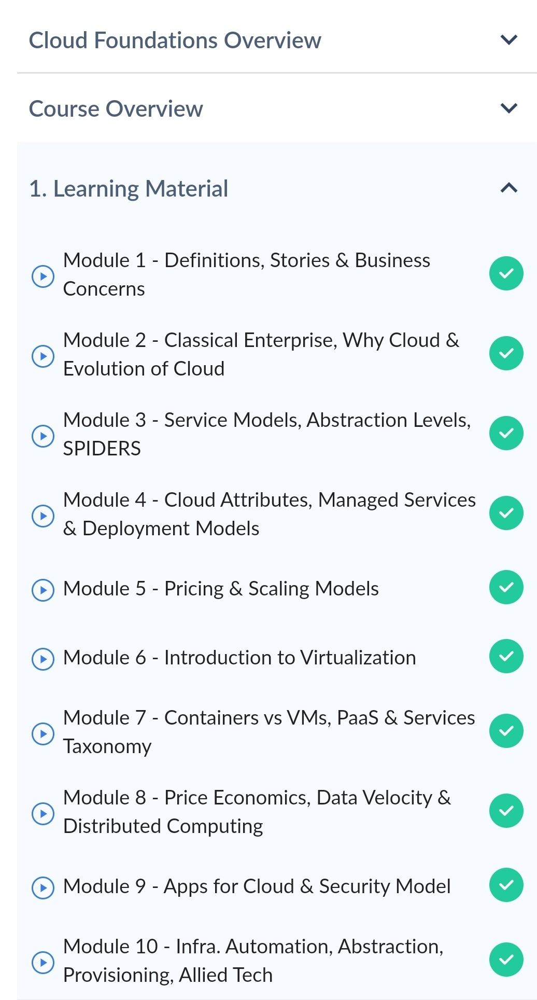 Cloud Foundations Overview
Course Overview
1. Learning Material
Module 1 - Definitions, Stories & Business
Concerns
Module 2 - Classical Enterprise, Why Cloud &
Evolution of Cloud
Module 3 - Service Models, Abstraction Levels,
SPIDERS
Module 4 - Cloud Attributes, Managed Services
& Deployment Models
Module 5 - Pricing & Scaling Models
Module 6 - Introduction to Virtualization
Module 7 - Containers vs VMs, PaaS & Services
Taxonomy
Module 8 - Price Economics, Data Velocity &
Distributed Computing
Module 9 - Apps for Cloud & Security Model
Module 10 - Infra. Automation, Abstraction,
Provisioning, Allied Tech